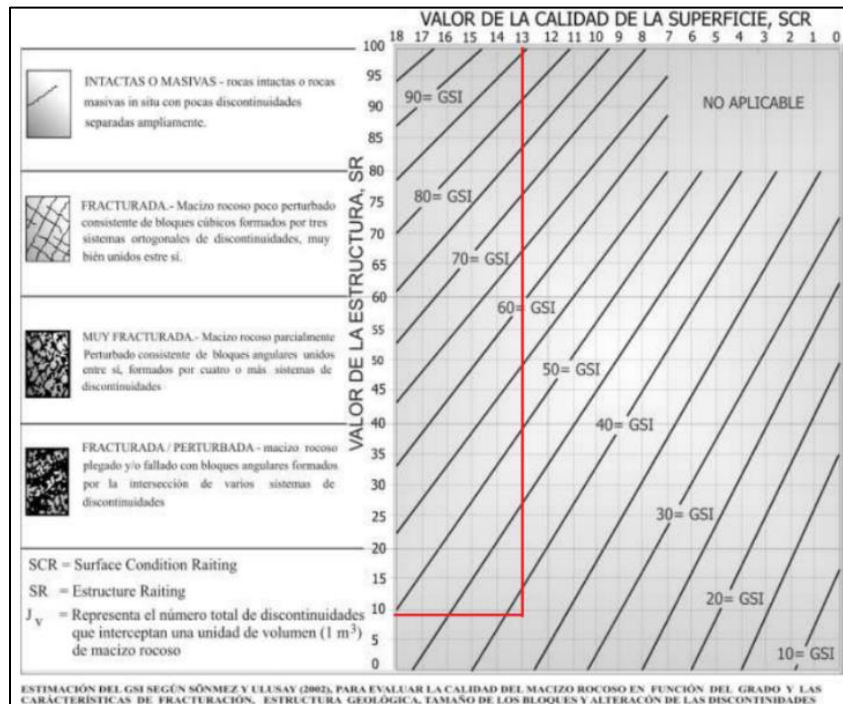 VALOR DE LA CALIDAD DE LA SUPERFICIE, SCR
18 17 16 15 14 13 12 11 10 9 8 7 6 5 4 3 2 1 0
VALOR DE LA ESTRUCTURA, SR
100
95
90
85
80
75
70
65
60
55
50
45
40
35
30
25
20
15
10
5
0
INTACTAS O MASIVAS - rocas intactas o rocas
masivas in situ con pocas discontinuidades
separadas ampliamente.
FRACTURADA.- Macizo rocoso poco perturbado
consistente de bloques cúbicos formados por tres
sistemas ortogonales de discontinuidades, muy
bién unidos estre sí.
MUY FRACTURADA.- Macizo rocoso parcialmente
Perturbado consistente de bloques angulares unidos
entre sí, formados por cuatro o más sistemas de
discontinuidades
FRACTURADA / PERTURBADA - macizo rocoso
plegado y/o fallado con bloques angulares formados
por la intersección de varios sistemas de
discontinuidades
SCR = Surface Condition Raiting
SR = Estructure Raiting
J v = Representa el número total de discontinuidades
que interceptan una unidad de volumen (1 m³)
de macizo rocoso
NO APLICABLE
90= GSI
80= GSI
70= GSI
60= GSI
50= GSI
40= GSI
30= GSI
20= GSI
10= GSI
ESTIMACIÓN DEL GSI SEGÚN SÖNMEZ Y ULUSAY (2002), PARA EVALUAR LA CALIDAD DEL MACIZO ROCOSO EN FUNCIÓN DEL GRADO Y LAS
CARÁCTERÍSTICAS DE FRACTURACIÓN, ESTRUCTURA GEOLÓGICA, TAMAÑO DE LOS BLOQUES Y ALTERACÓN DE LAS DISCONTINUIDADES